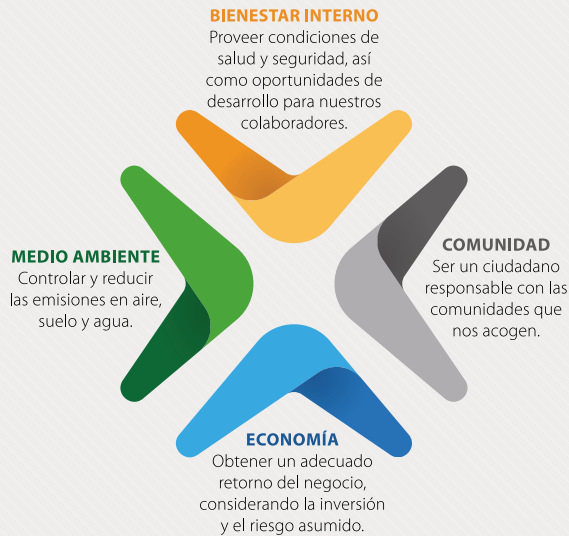 BIENESTAR INTERNO
Proveer condiciones de
salud y seguridad, así
como oportunidades de
desarrollo para nuestros
colaboradores.
MEDIO AMBIENTE
Controlar y reducir
las emisiones en aire,
suelo y agua.
COMUNIDAD
Ser un ciudadano
responsable con las
comunidades que
nos acogen.
ECONOMÍA
Obtener un adecuado
retorno del negocio,
considerando la inversión
y el riesgo asumido.